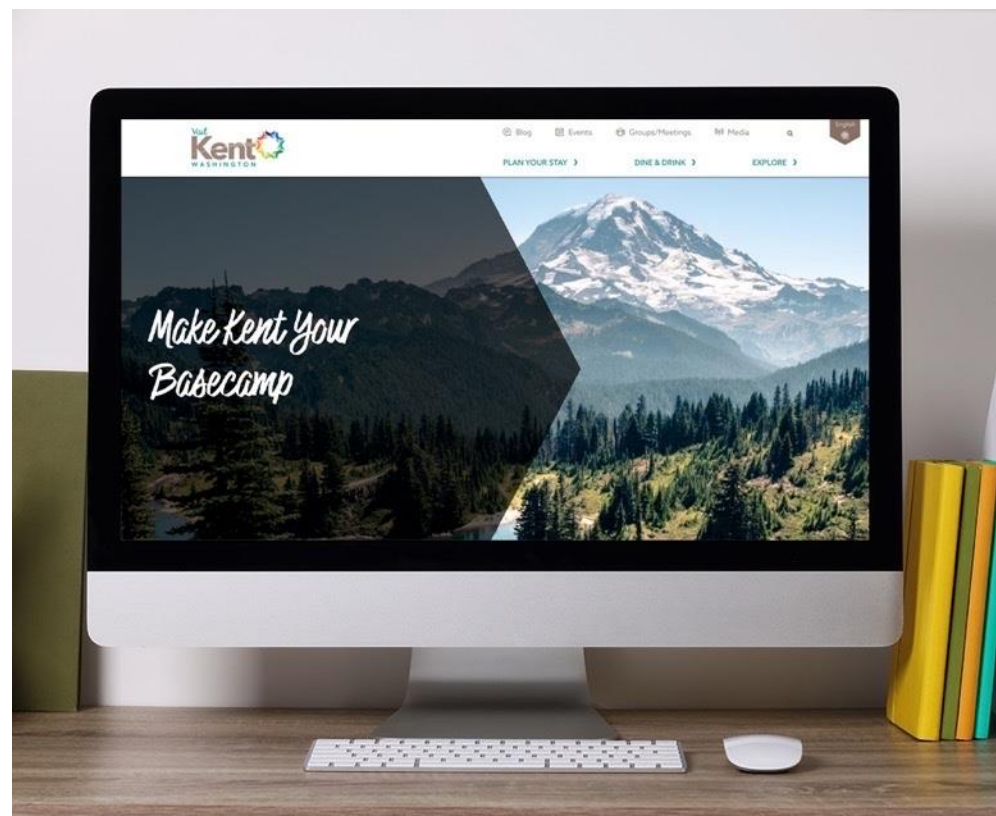 Visit
Kent
WASHINGTON
Blog Events Groups/Meetings Media
English
PLAN YOUR STAY DINE & DRINK EXPLORE
Make Kent Your
Basecamp